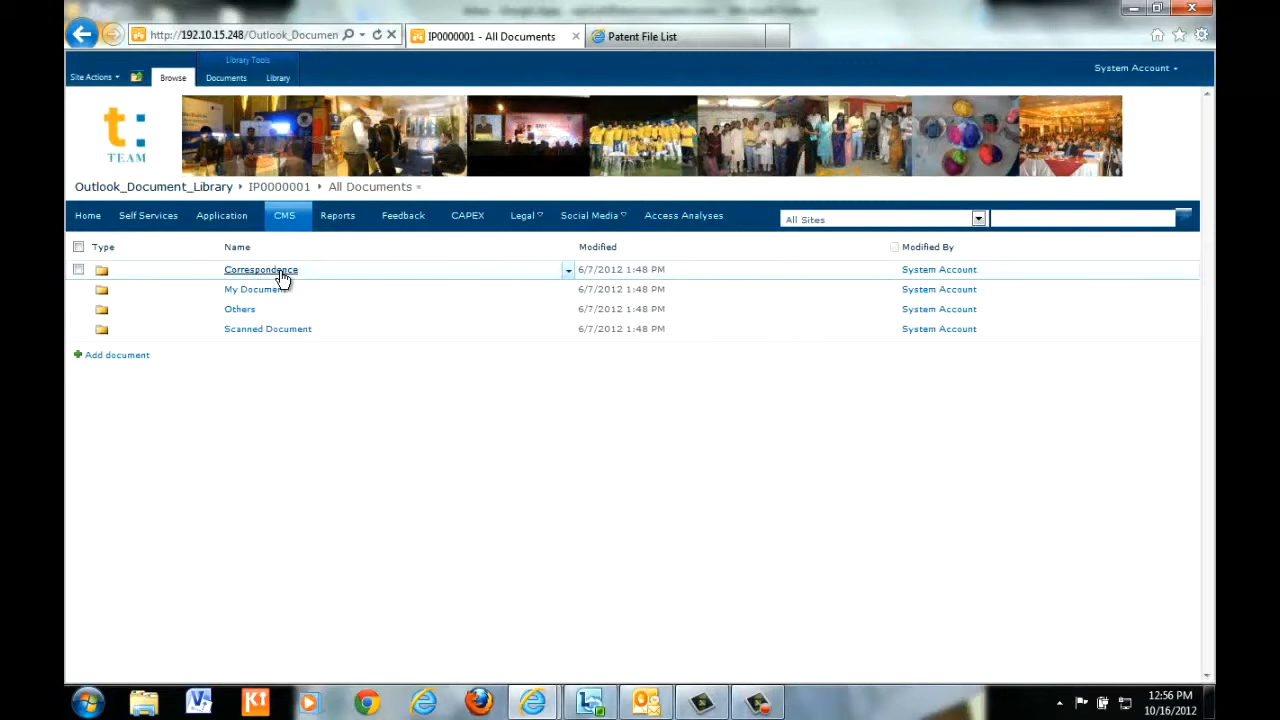 http://192.10.15.248/Outlook_Documen
IP0000001 - All Documents
Patent File List
Library Tools
Site Actions
Browse
Documents
Library
System Account
t:
TEAM
Outlook_Document_Library
IP0000001
All Documents
Home
Self Services
Application
CMS
Reports
Feedback
CAPEX
Legal
Social Media
Access Analyses
All Sites
Type
Name
Modified
Modified By
Correspondence
6/7/2012 1:48 PM
System Account
My Document
6/7/2012 1:48 PM
System Account
Others
6/7/2012 1:48 PM
System Account
Scanned Document
6/7/2012 1:48 PM
System Account
Add document
12:56 PM
10/16/2012